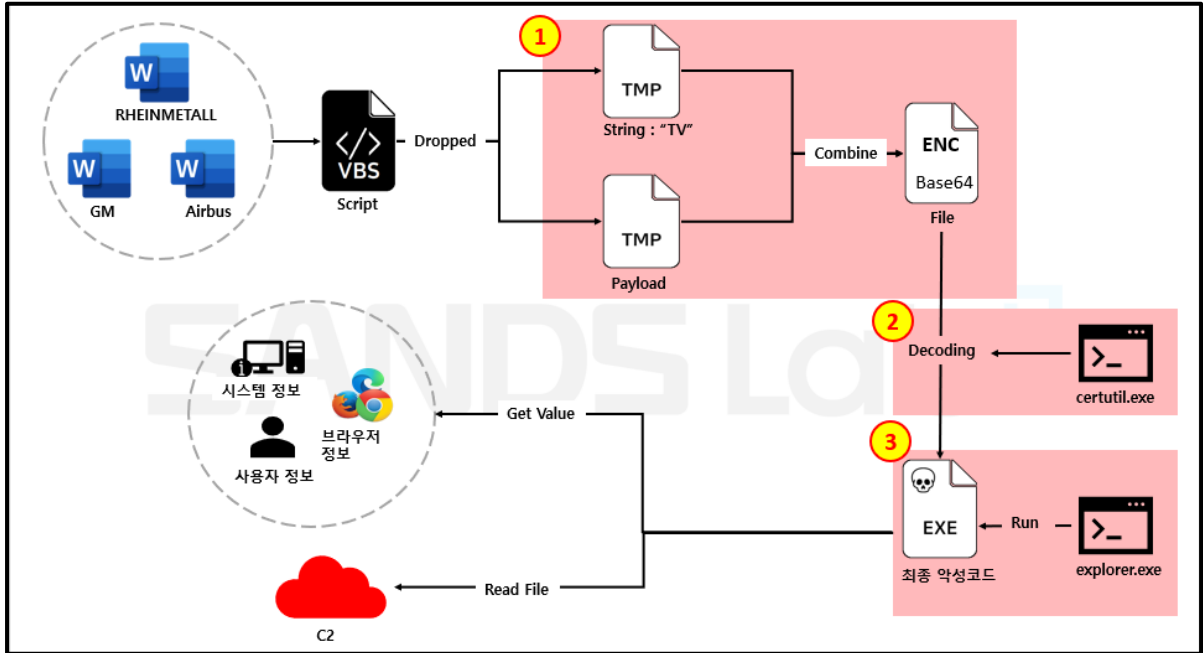 1
W
RHEINMETALL
W
GM
W
Airbus
</>
VBS
Script
Dropped
TMP
String : "TV"
TMP
Payload
Combine
ENC
Base64
File
SANDS La
2
Decoding
>_
certutil.exe
3
EXE
최종 악성코드
Run
>_
explorer.exe
Get Value
i
시스템 정보
브라우저
정보
사용자 정보
Read File
C2